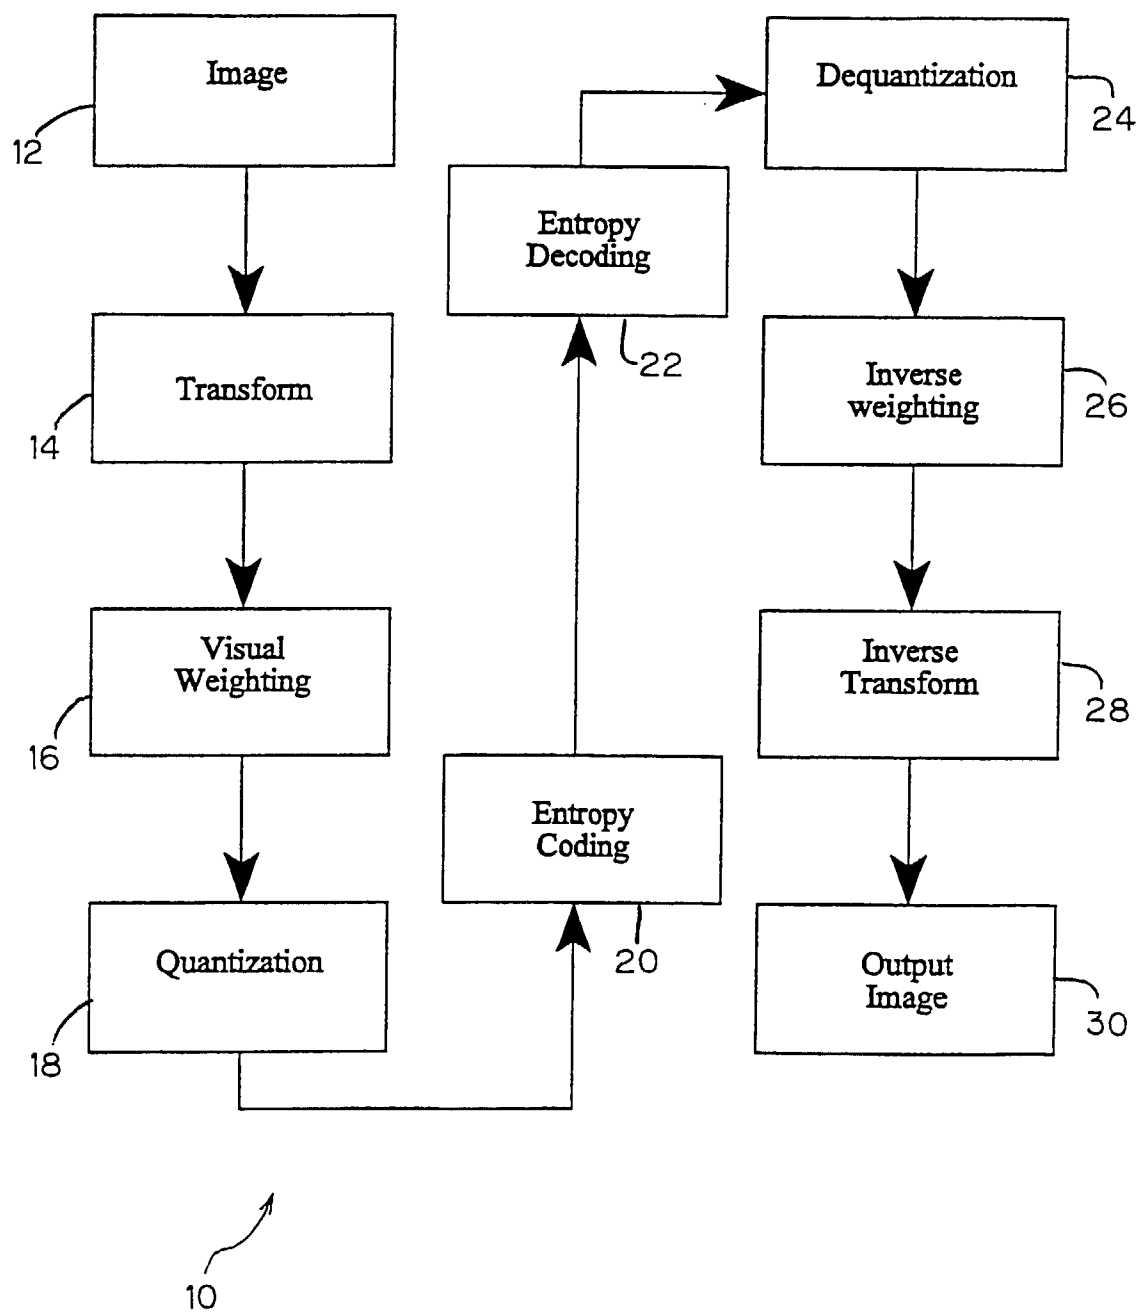 Image
12
Transform
14
Visual
Weighting
16
Quantization
18
Entropy
Coding
20
Entropy
Decoding
22
Dequantization
24
Inverse
weighting
26
Inverse
Transform
28
Output
Image
30
10